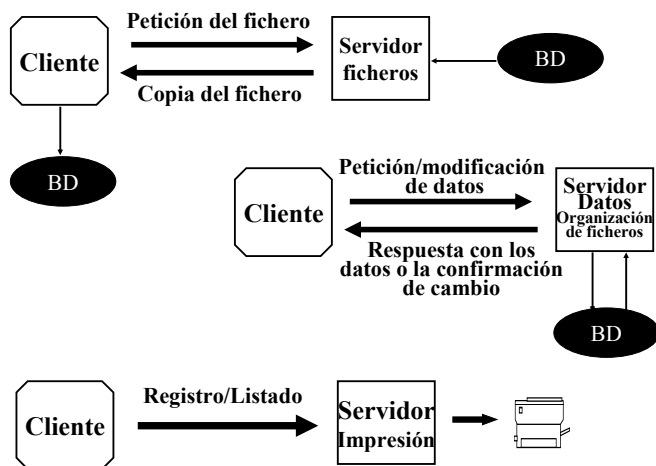 Petición del fichero
Cliente
Servidor
ficheros
BD
Copia del fichero
BD
Petición/modificación
de datos
Cliente
Servidor
Datos
Organización
de ficheros
Respuesta con los
datos o la confirmación
de cambio
BD
Cliente
Registro/Listado
Servidor
Impresión